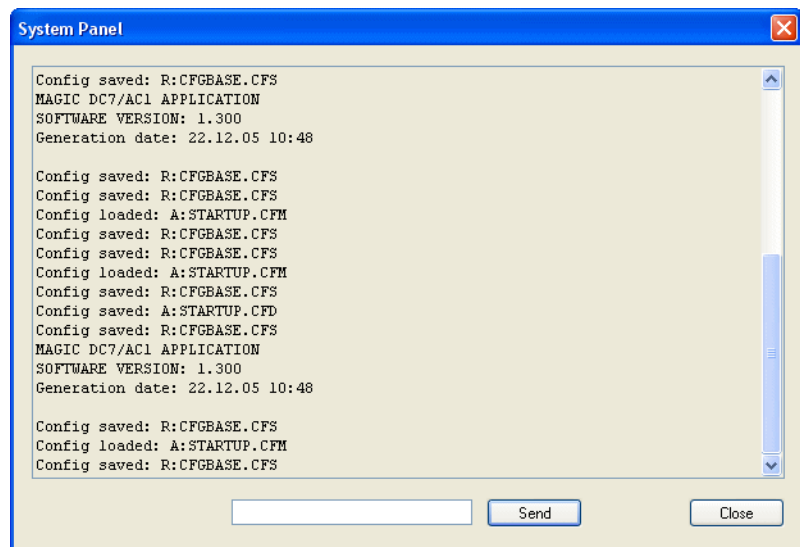 System Panel
Config saved: R:CFGBASE.CFS
MAGIC DC7/AC1 APPLICATION
SOFTWARE VERSION: 1.300
Generation date: 22.12.05 10:48
Config saved: R:CFGBASE.CFS
Config saved: R:CFGBASE.CFS
Config loaded: A:STARTUP.CFM
Config saved: R:CFGBASE.CFS
Config saved: R:CFGBASE.CFS
Config loaded: A:STARTUP.CFM
Config saved: R:CFGBASE.CFS
Config saved: A:STARTUP.CFD
Config saved: R:CFGBASE.CFS
MAGIC DC7/AC1 APPLICATION
SOFTWARE VERSION: 1.300
Generation date: 22.12.05 10:48
Config saved: R:CFGBASE.CFS
Config loaded: A:STARTUP.CFM
Config saved: R:CFGBASE.CFS
Send
Close